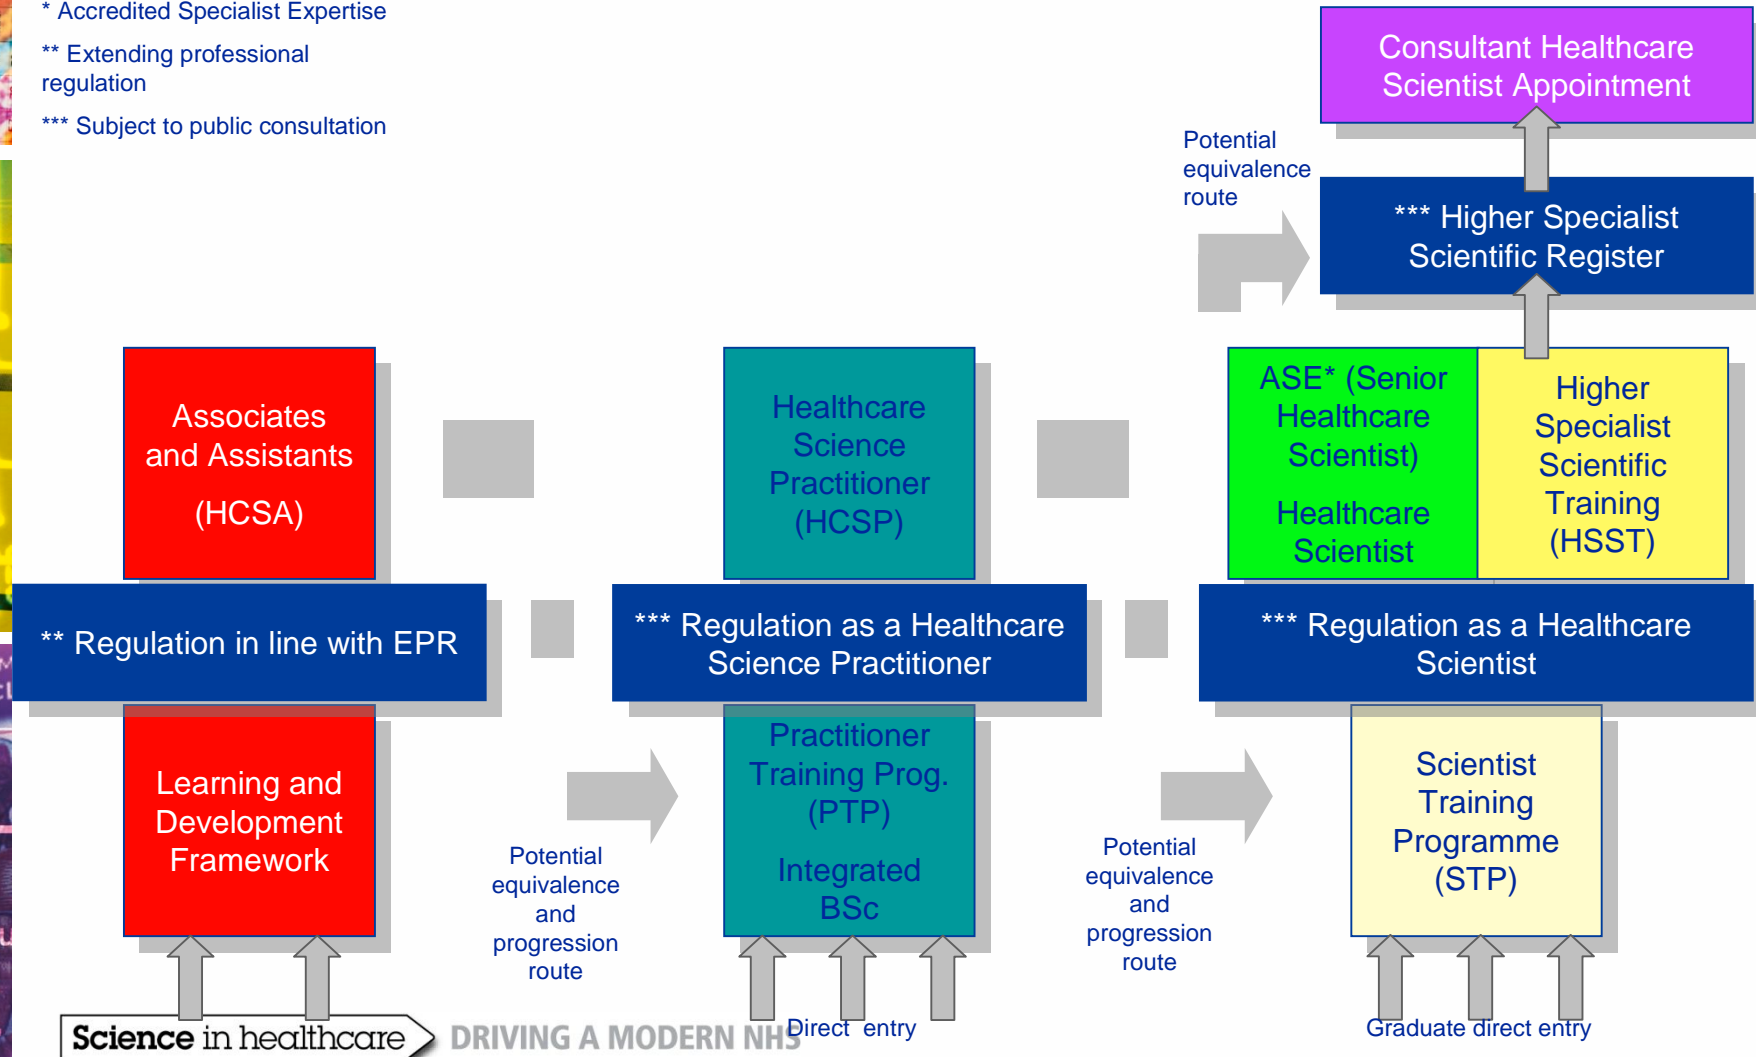 * Accredited Specialist Expertise
** Extending professional
regulation
*** Subject to public consultation
Consultant Healthcare
Scientist Appointment
Potential
equivalence
route
*** Higher Specialist
Scientific Register
Associates
and Assistants
(HCSA)
Healthcare
Science
Practitioner
(HCSP)
ASE* (Senior
Healthcare
Scientist)
Healthcare
Scientist
Higher
Specialist
Scientific
Training
(HSST)
** Regulation in line with EPR
*** Regulation as a Healthcare
Science Practitioner
*** Regulation as a Healthcare
Scientist
Learning and
Development
Framework
Potential
equivalence
and
progression
route
Practitioner
Training Prog.
(PTP)
Integrated
BSc
Potential
equivalence
and
progression
route
Scientist
Training
Programme
(STP)
Direct entry
Graduate direct entry
Science in healthcare
DRIVING A MODERN NHS